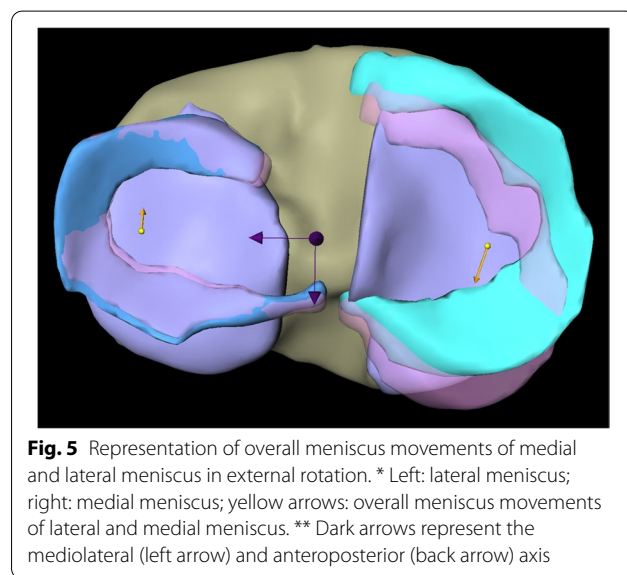 Fig. 5 Representation of overall meniscus movements of medial
and lateral meniscus in external rotation. * Left: lateral meniscus;
right: medial meniscus; yellow arrows: overall meniscus movements
of lateral and medial meniscus. ** Dark arrows represent the
mediolateral (left arrow) and anteroposterior (back arrow) axis